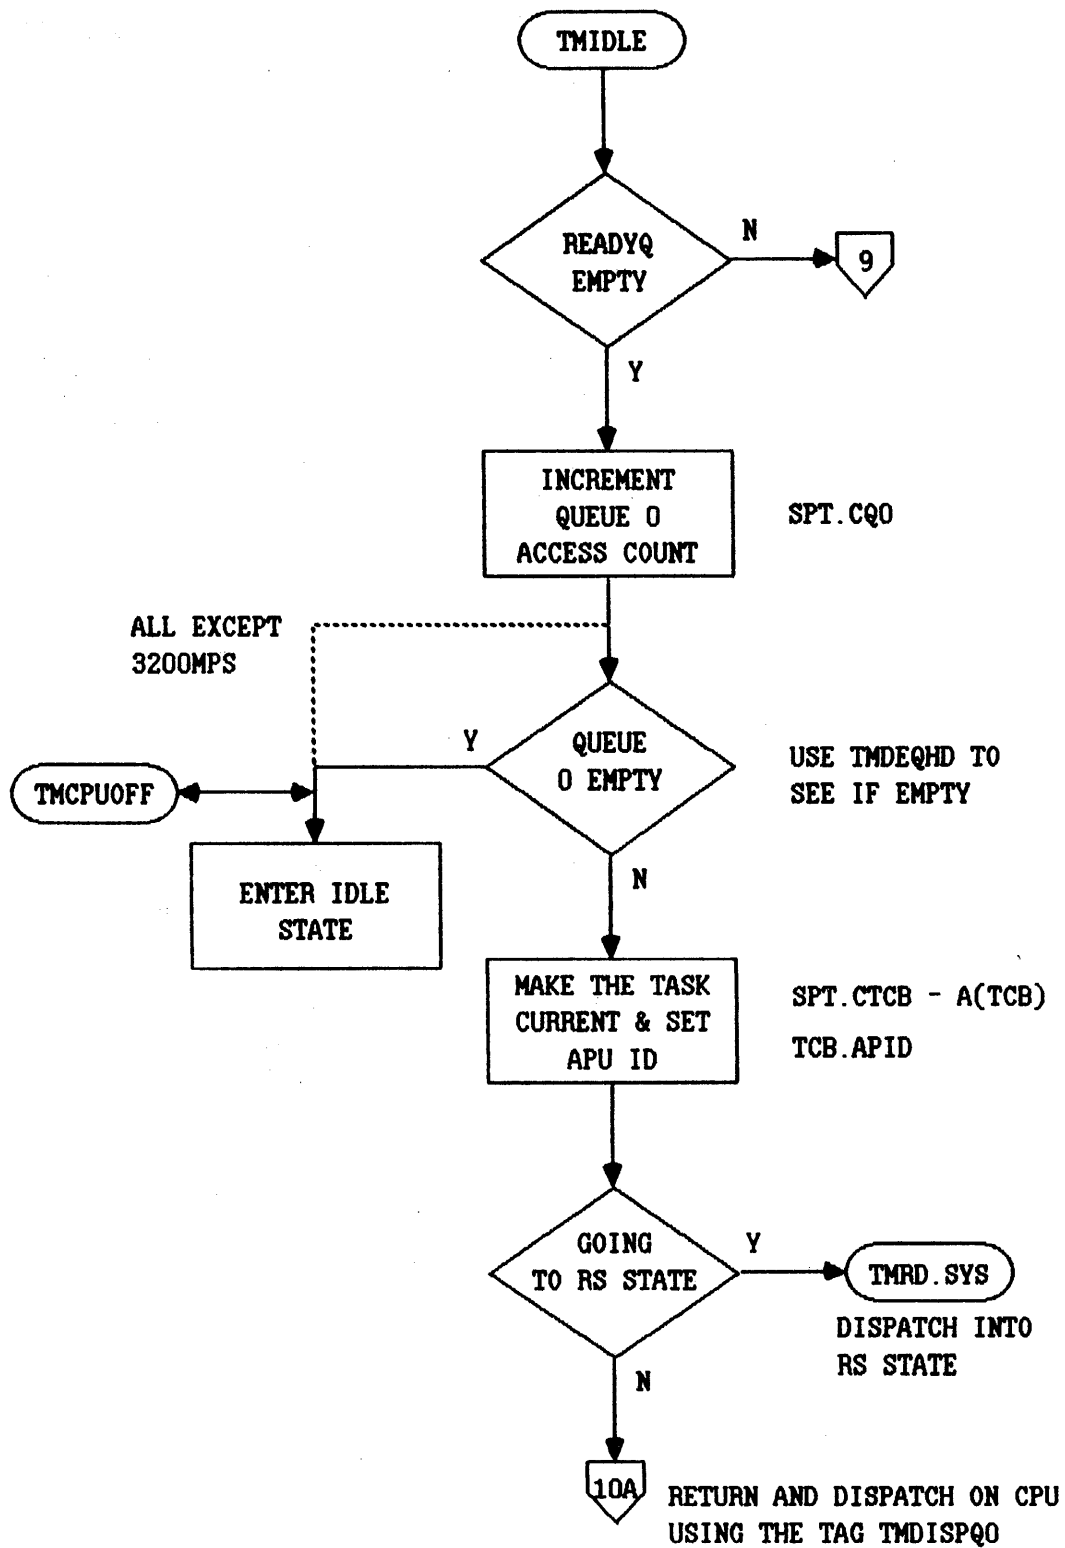 TMIDLE
READYQ
EMPTY
N
9
Y
INCREMENT
QUEUE 0
ACCESS COUNT
SPT.CQ0
ALL EXCEPT
3200MPS
Y
QUEUE
0 EMPTY
USE TMDEQHD TO
SEE IF EMPTY
TMCPUOFF
N
ENTER IDLE
STATE
MAKE THE TASK
CURRENT & SET
APU ID
SPT.CTCB - A(TCB)
TCB.APID
GOING
TO RS STATE
Y
TMRD.SYS
DISPATCH INTO
RS STATE
N
10A
RETURN AND DISPATCH ON CPU
USING THE TAG TMDISPQ0